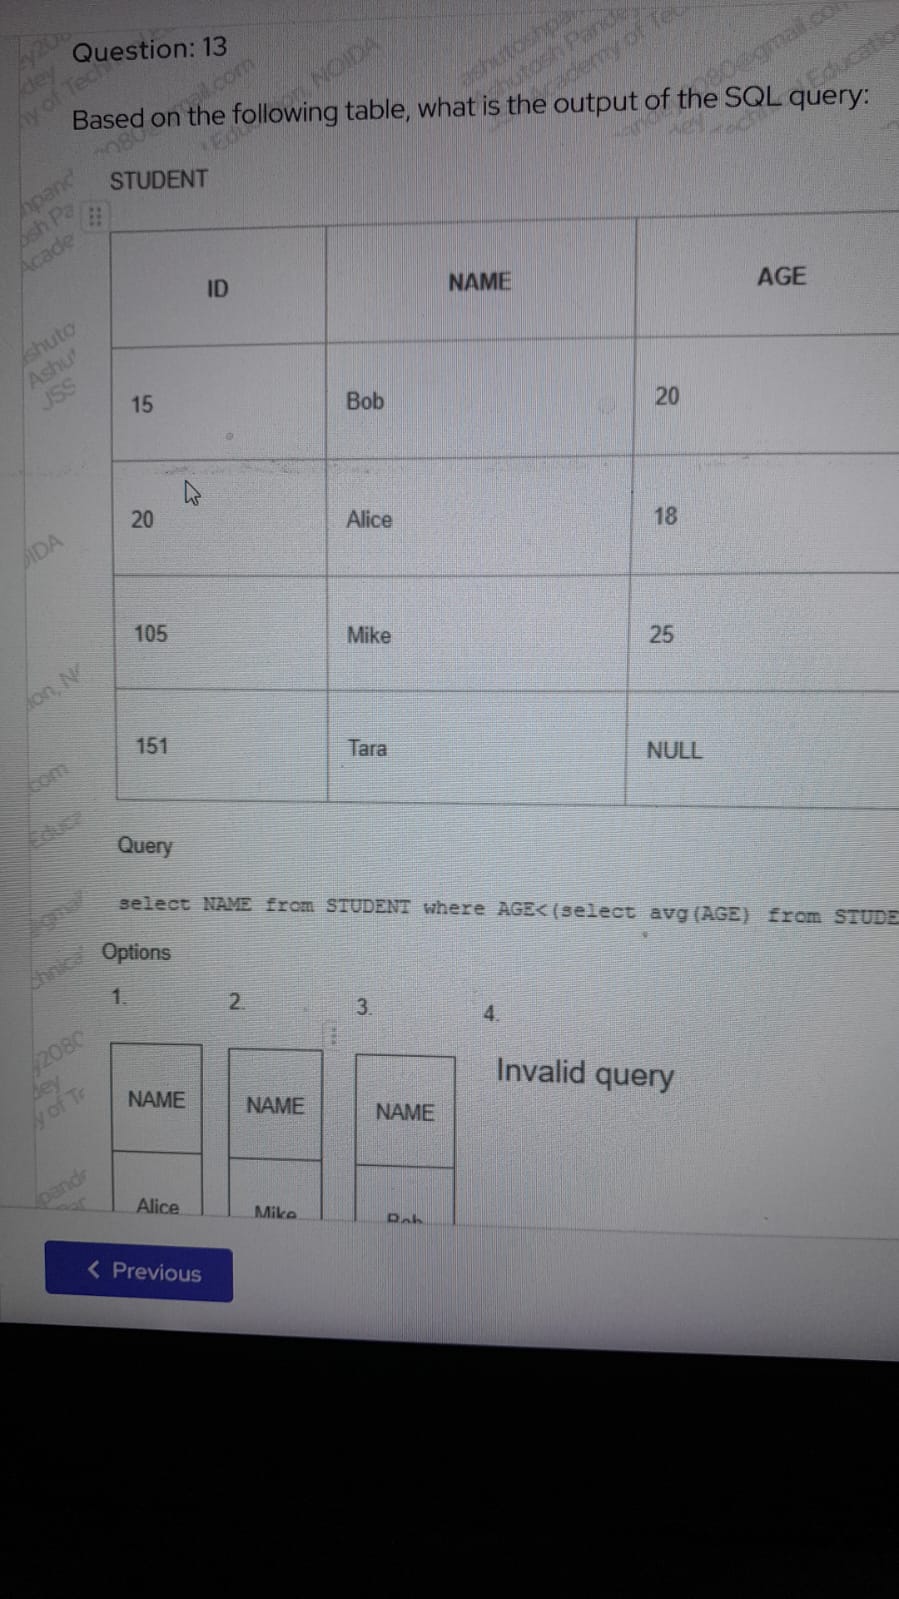 Question: 13
Based on the following table, what is the output of the SQL query:
STUDENT
ID NAME AGE
15 Bob 20
20 Alice 18
105 Mike 25
151 Tara NULL
Query
select NAME from STUDENT where AGE<(select avg(AGE) from STUDE
Options
1. 2. 3. 4.
Invalid query
NAME NAME NAME
Alice Mike Bob
< Previous